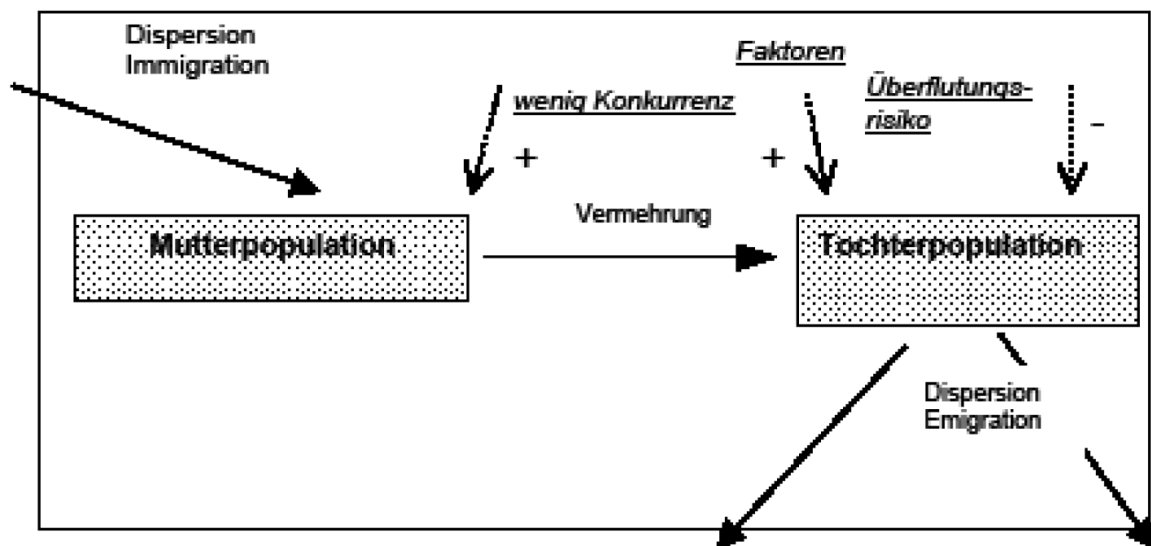 Dispersion
Immigration
Faktoren
wenig Konkurrenz
Überflutungs-
risiko
+
+
-
Vermehrung
Mutterpopulation
Tochterpopulation
Dispersion
Emigration